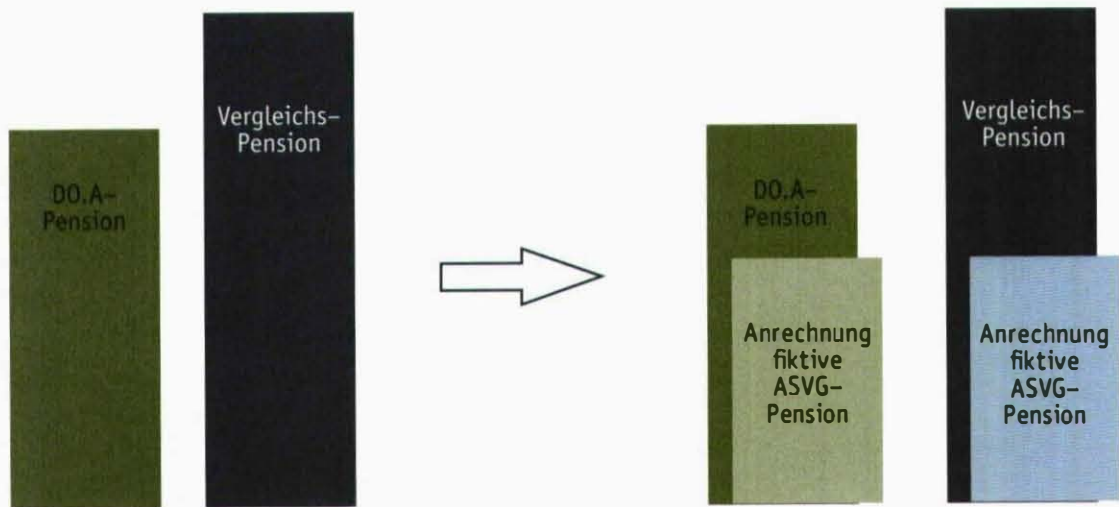 DO.A–
Pension
Vergleichs–
Pension
DO.A–
Pension
Anrechnung
fiktive
ASVG–
Pension
Vergleichs–
Pension
Anrechnung
fiktive
ASVG–
Pension